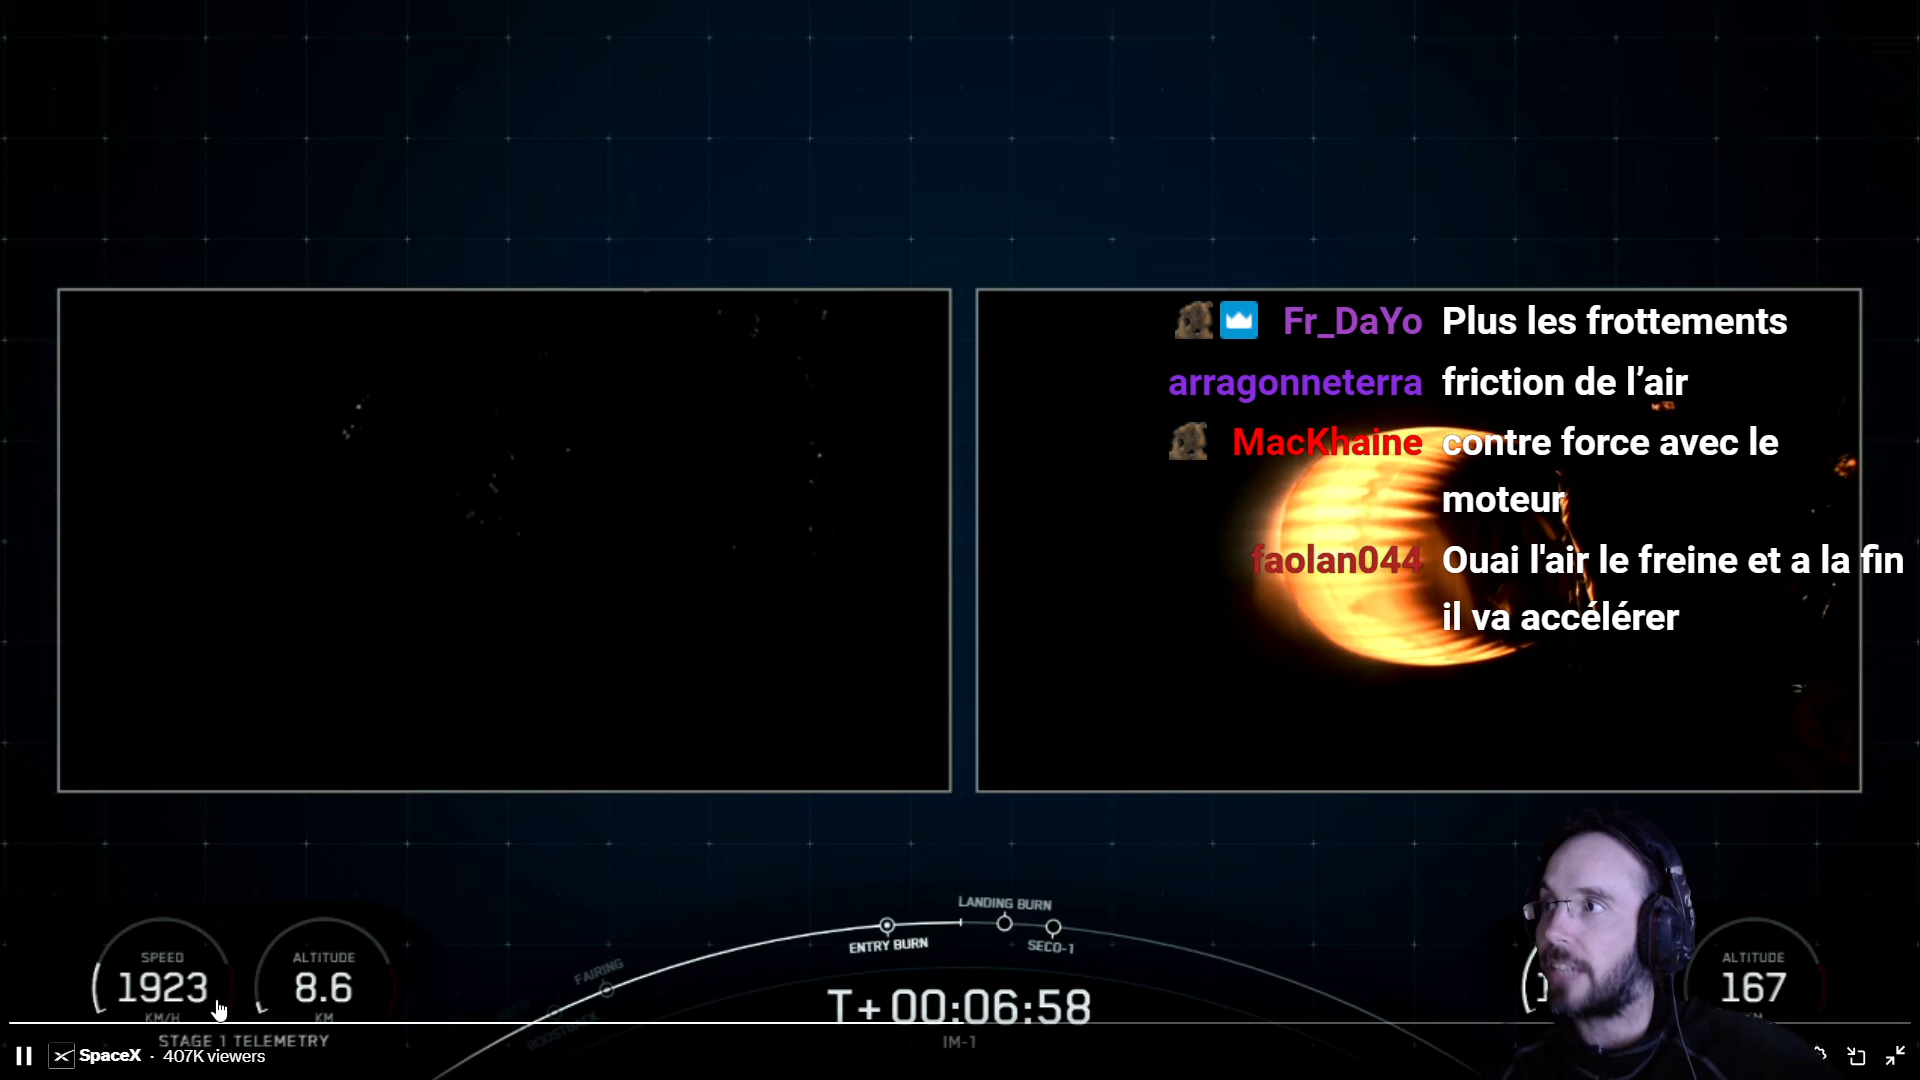 Fr_DaYo Plus les frottements
arragonneterra friction de l’air
MacKhaine contre force avec le
moteur
faolan044 Ouai l'air le freine et a la fin
il va accélérer
LANDING BURN
ENTRY BURN
SECO-1
FAIRING
BOOSTBACK
SPEED
1923
KM/H
ALTITUDE
8.6
KM
STAGE 1 TELEMETRY
T+00:06:58
IM-1
ALTITUDE
167
SpaceX · 407K viewers